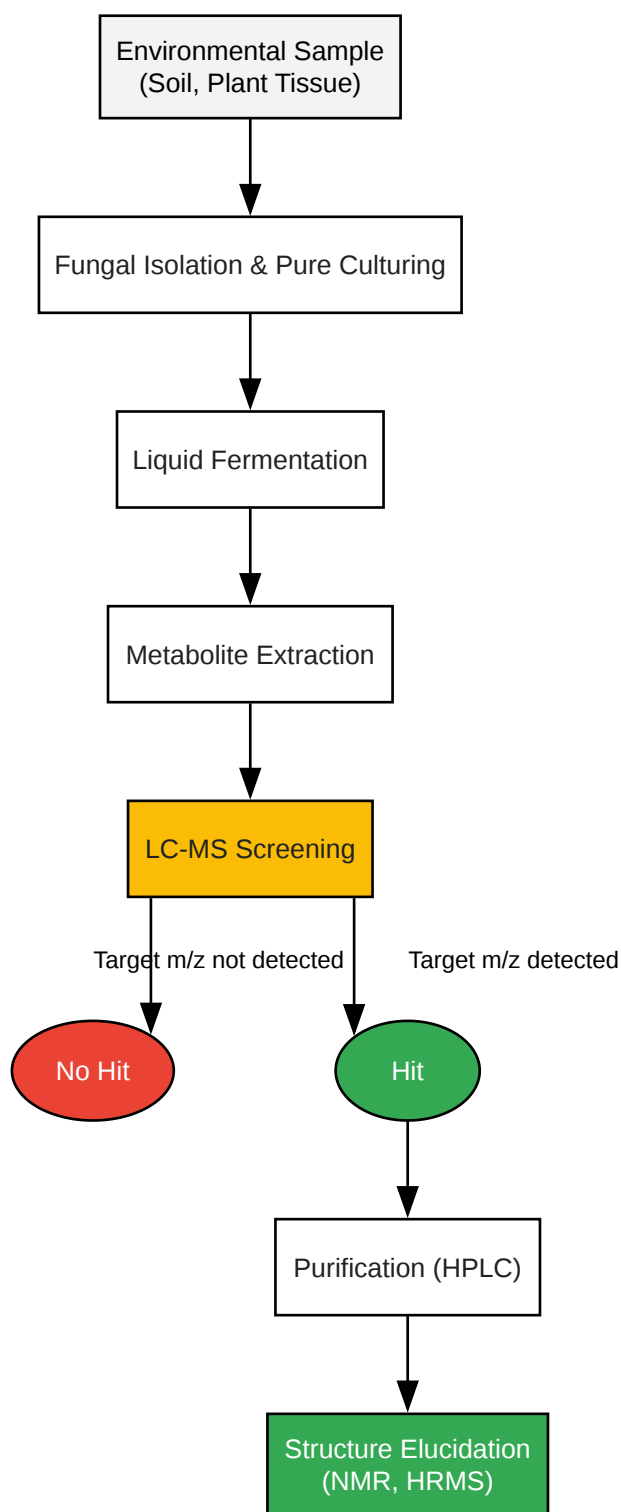 Environmental Sample
(Soil, Plant Tissue)
Fungal Isolation & Pure Culturing
Liquid Fermentation
Metabolite Extraction
LC-MS Screening
Target m/z not detected
Target m/z detected
No Hit
Hit
Purification (HPLC)
Structure Elucidation
(NMR, HRMS)